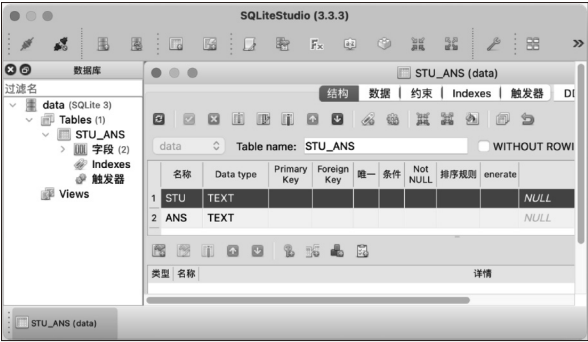 SQLiteStudio (3.3.3)
数据库
过滤名
data (SQLite 3)
Tables (1)
STU_ANS
字段 (2)
Indexes
触发器
Views
STU_ANS (data)
结构 数据 约束 Indexes 触发器 DI
data Table name: STU_ANS WITHOUT ROWI
名称 Data type Primary Key Foreign Key 唯一 条件 Not NULL 排序规则 enerate
1 STU TEXT NULL
2 ANS TEXT NULL
类型 名称 详情
STU_ANS (data)